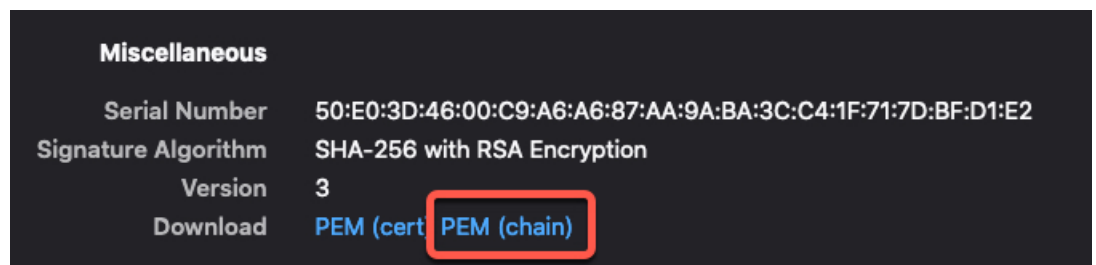 Miscellaneous
Serial Number 50:E0:3D:46:00:C9:A6:A6:87:AA:9A:BA:3C:C4:1F:71:7D:BF:D1:E2
Signature Algorithm SHA-256 with RSA Encryption
Version 3
Download PEM (cert) PEM (chain)